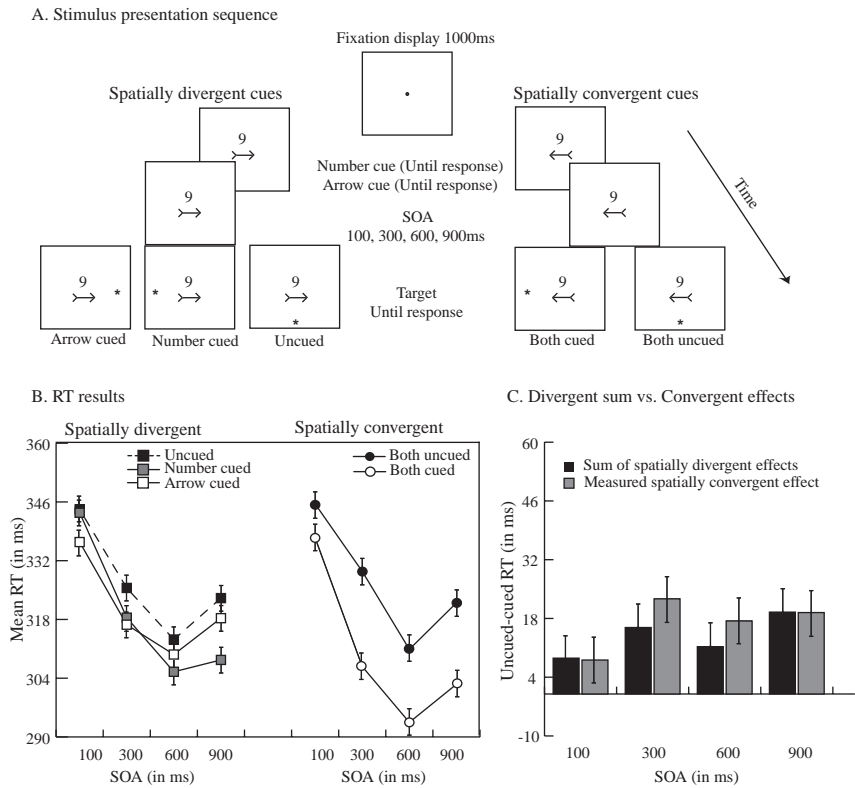 A. Stimulus presentation sequence
Fixation display 1000ms
Spatially divergent cues
Spatially convergent cues
9
9
Number cue (Until response)
Arrow cue (Until response)
9
9
SOA
100, 300, 600, 900ms
Time
9 *
* 9
9
*
Target
Until response
* 9
9
*
Arrow cued
Number cued
Uncued
Both cued
Both uncued
B. RT results
Spatially divergent
Spatially convergent
Uncued
Number cued
Arrow cued
Both uncued
Both cued
Mean RT (in ms)
360
346
332
318
304
290
100 300 600 900
SOA (in ms)
100 300 600 900
SOA (in ms)
C. Divergent sum vs. Convergent effects
Sum of spatially divergent effects
Measured spatially convergent effect
Uncued-cued RT (in ms)
60
46
32
18
4
-10
100 300 600 900
SOA (in ms)